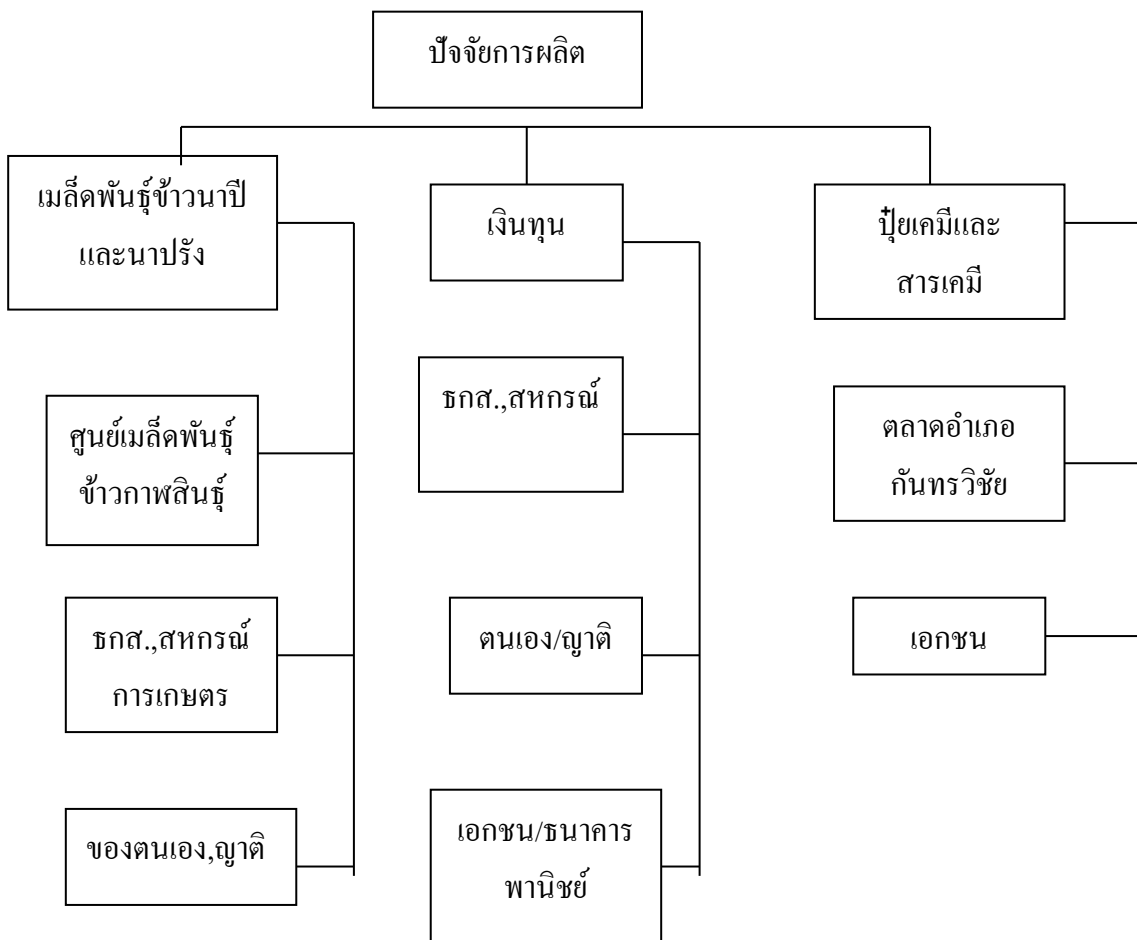 ปัจจัยการผลิต
เมล็ดพันธุ์ข้าวนาปี
และนาปรัง
เงินทุน
ปุ๋ยเคมีและ
สารเคมี
ศูนย์เมล็ดพันธุ์
ข้าวกาฬสินธุ์
ธกส.,สหกรณ์
ตลาดอำเภอ
กันทรวิชัย
ธกส.,สหกรณ์
การเกษตร
ตนเอง/ญาติ
เอกชน
ของตนเอง,ญาติ
เอกชน/ธนาคาร
พานิชย์